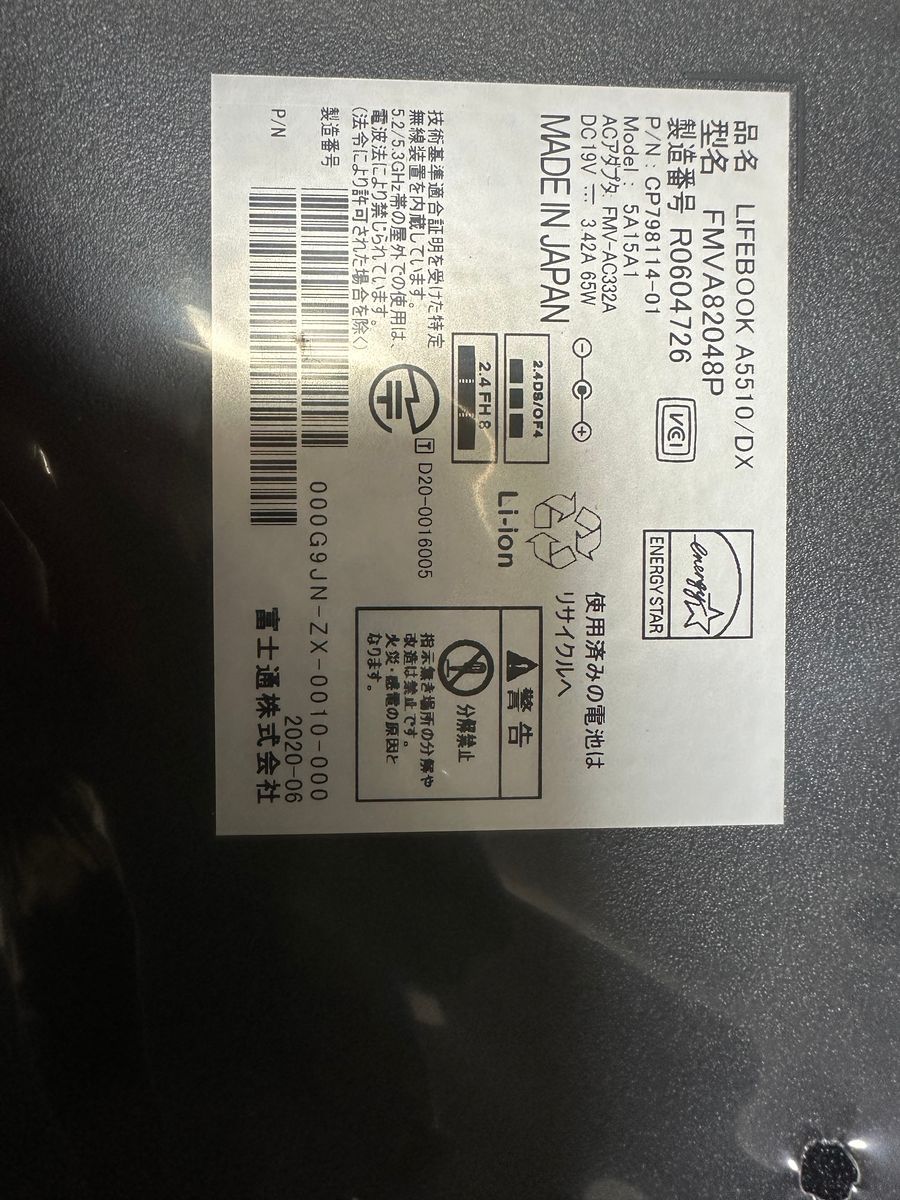 品名 LIFEBOOK A5510/DX
型名 FMVA82048P
製造番号 R0604726
P/N: CP798114-01
Model: 5A15A1
ACアダプタ: FMV-AC332A
DC19V 3.42A 65W
MADE IN JAPAN
VCI
energy
ENERGY STAR
2.4DS/OF4
2.4FH8
Li-ion
使用済みの電池は
リサイクルへ
技術基準適合証明を受けた特定
無線装置を内蔵しています。
5.2/5.3GHz帯の屋外での使用は、
電波法により禁じられています。
(法令により許可された場合を除く)
T D20-0016005
警告
分解禁止
指示無き場所の分解や
改造は禁止です。
火災・感電の原因と
なります。
製造番号
000G9JN-ZX-0010-000
P/N
2020-06
富士通株式会社